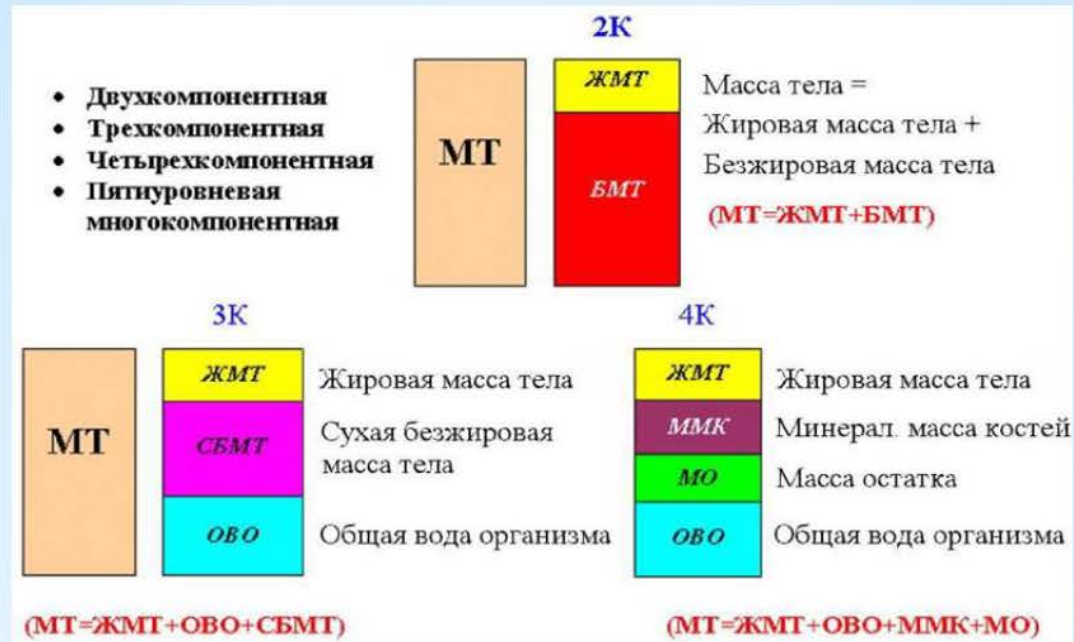 2К
• Двухкомпонентная
• Трехкомпонентная
• Четырехкомпонентная
• Пятиуровневая
многокомпонентная
МТ
ЖМТ
БМТ
Масса тела =
Жировая масса тела +
Безжировая масса тела
(МТ=ЖМТ+БМТ)
3К
МТ
ЖМТ
Жировая масса тела
СБМТ
Сухая безжировая
масса тела
ОВО
Общая вода организма
(МТ=ЖМТ+ОВО+СБМТ)
4К
ЖМТ
Жировая масса тела
ММК
Минерал. масса костей
МО
Масса остатка
ОВО
Общая вода организма
(МТ=ЖМТ+ОВО+ММК+МО)